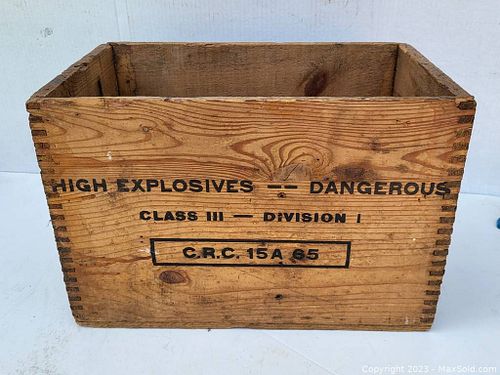 HIGH EXPLOSIVES -- DANGEROUS
CLASS III — DIVISION I
C.R.C. 15A 65
Copyright 2023 - MaxSold.com